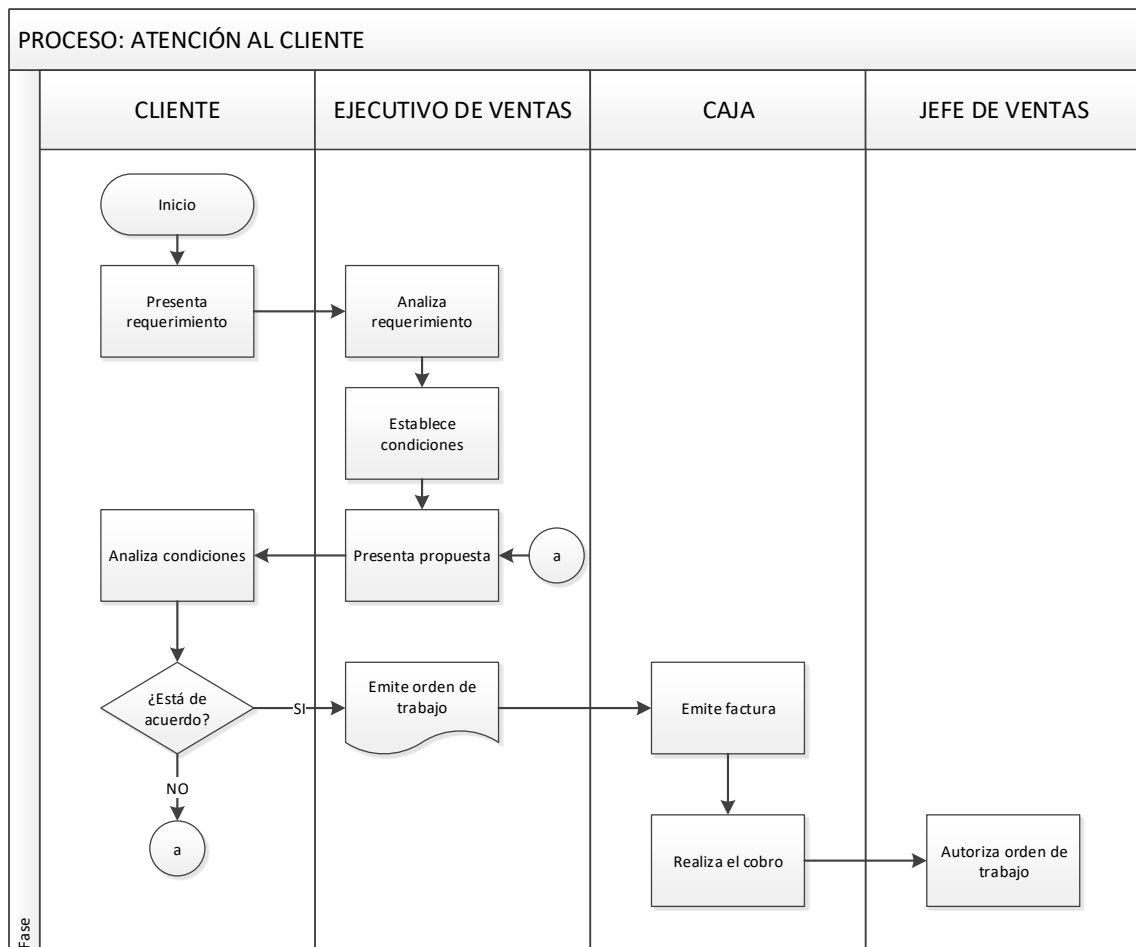 PROCESO: ATENCIÓN AL CLIENTE
CLIENTE
EJECUTIVO DE VENTAS
CAJA
JEFE DE VENTAS
Inicio
Presenta
requerimiento
Analiza
requerimiento
Establece
condiciones
Analiza condiciones
Presenta propuesta
a
¿Está de
acuerdo?
SI
Emite orden de
trabajo
Emite factura
NO
a
Realiza el cobro
Autoriza orden de
trabajo
Fase